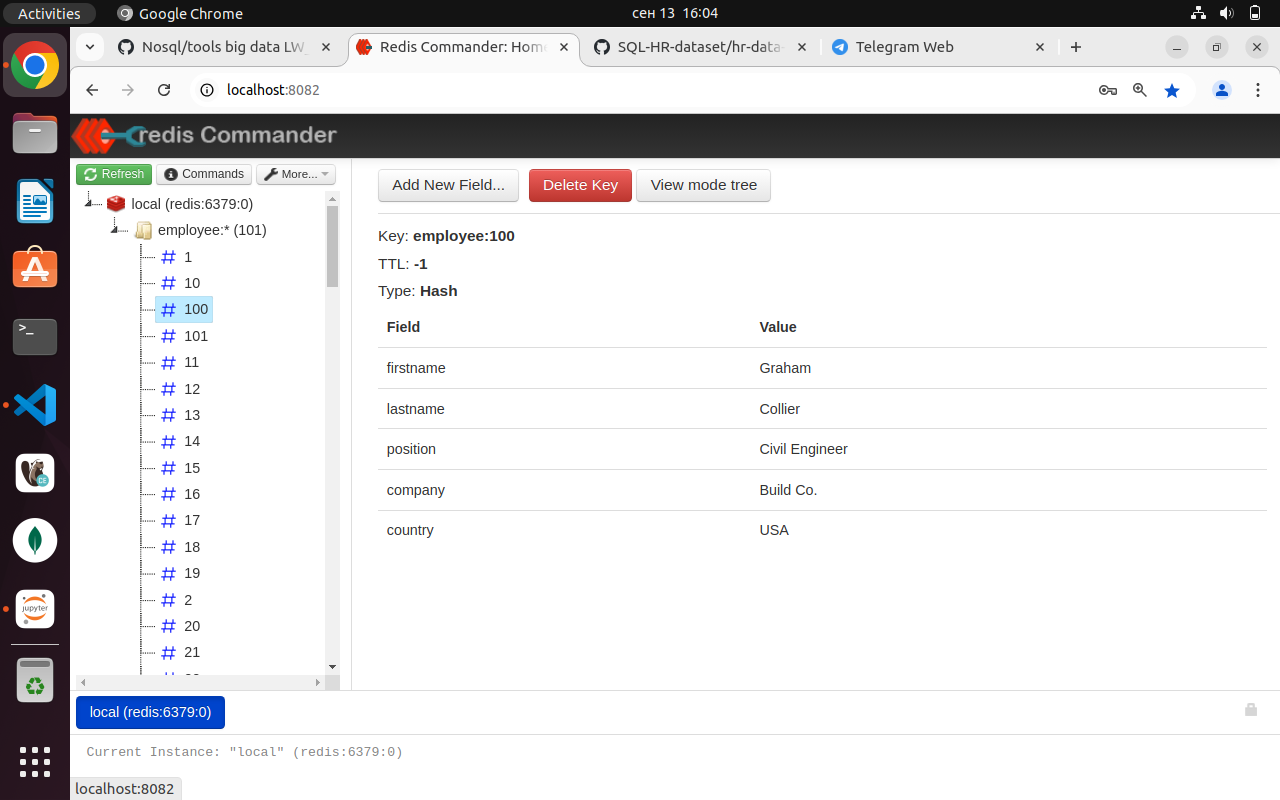 Activities
Google Chrome
сен 13 16:04
Nosql/tools big data LW
Redis Commander: Home
SQL-HR-dataset/hr-data
Telegram Web
localhost:8082
redis Commander
Refresh
Commands
More...
local (redis:6379:0)
employee:* (101)
1
10
100
101
11
12
13
14
15
16
17
18
19
2
20
21
Add New Field...
Delete Key
View mode tree
Key: employee:100
TTL: -1
Type: Hash
Field Value
firstname Graham
lastname Collier
position Civil Engineer
company Build Co.
country USA
local (redis:6379:0)
Current Instance: "local" (redis:6379:0)
localhost:8082
>_
CE
jupyter